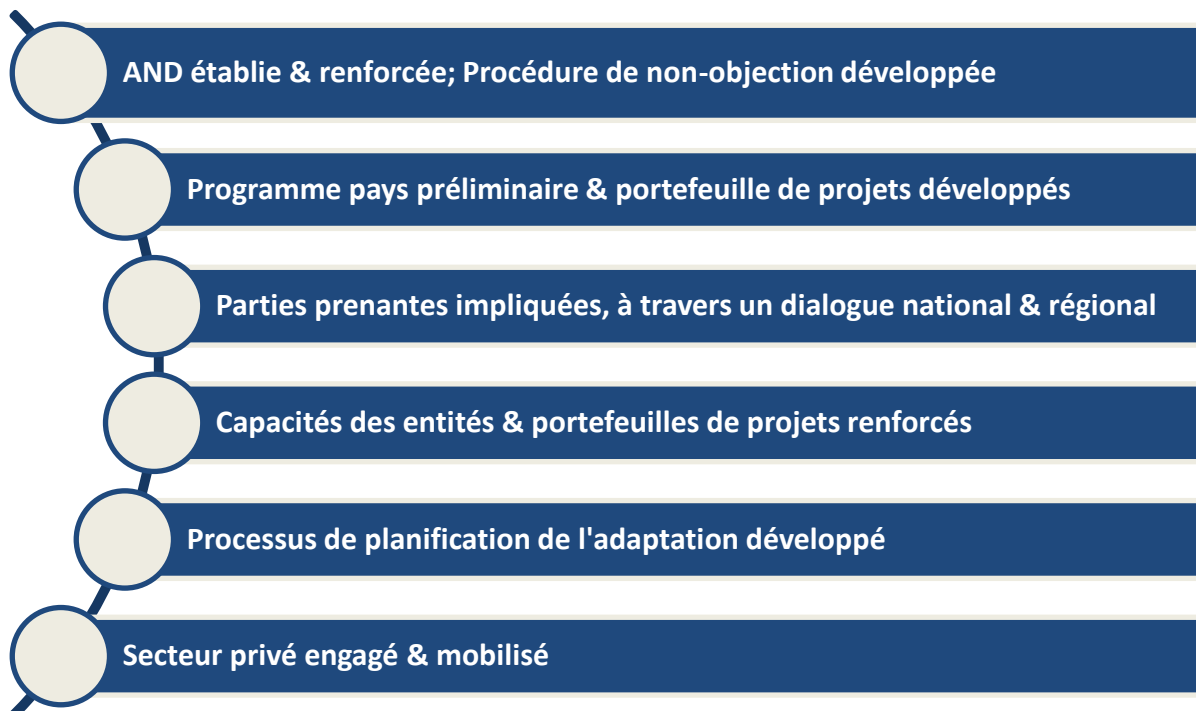 AND établie & renforcée; Procédure de non-objection développée
Programme pays préliminaire & portefeuille de projets développés
Parties prenantes impliquées, à travers un dialogue national & régional
Capacités des entités & portefeuilles de projets renforcés
Processus de planification de l'adaptation développé
Secteur privé engagé & mobilisé